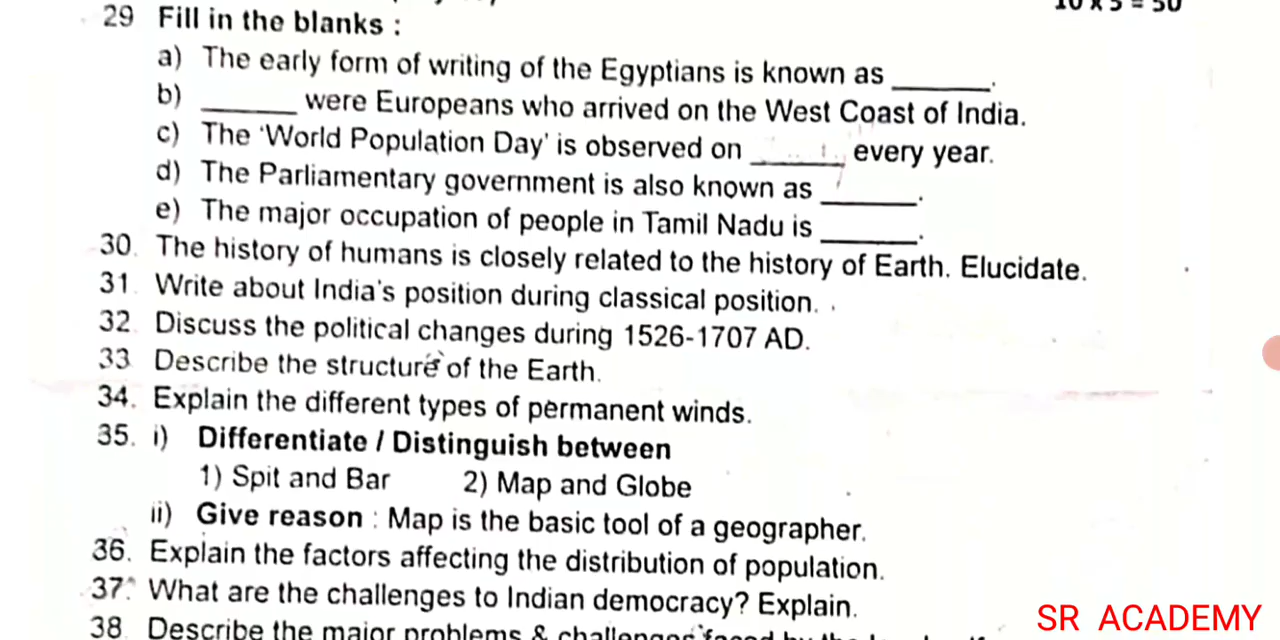 10 x 5 = 50
29 Fill in the blanks :
a) The early form of writing of the Egyptians is known as ______.
b) ______ were Europeans who arrived on the West Coast of India.
c) The 'World Population Day' is observed on ______ every year.
d) The Parliamentary government is also known as ______.
e) The major occupation of people in Tamil Nadu is ______.
30. The history of humans is closely related to the history of Earth. Elucidate.
31. Write about India's position during classical position.
32. Discuss the political changes during 1526-1707 AD.
33 Describe the structure of the Earth.
34. Explain the different types of permanent winds.
35. i) Differentiate / Distinguish between
1) Spit and Bar 2) Map and Globe
ii) Give reason : Map is the basic tool of a geographer.
36. Explain the factors affecting the distribution of population.
37. What are the challenges to Indian democracy? Explain.
38. Describe the major problems & challenges faced by the
SR ACADEMY